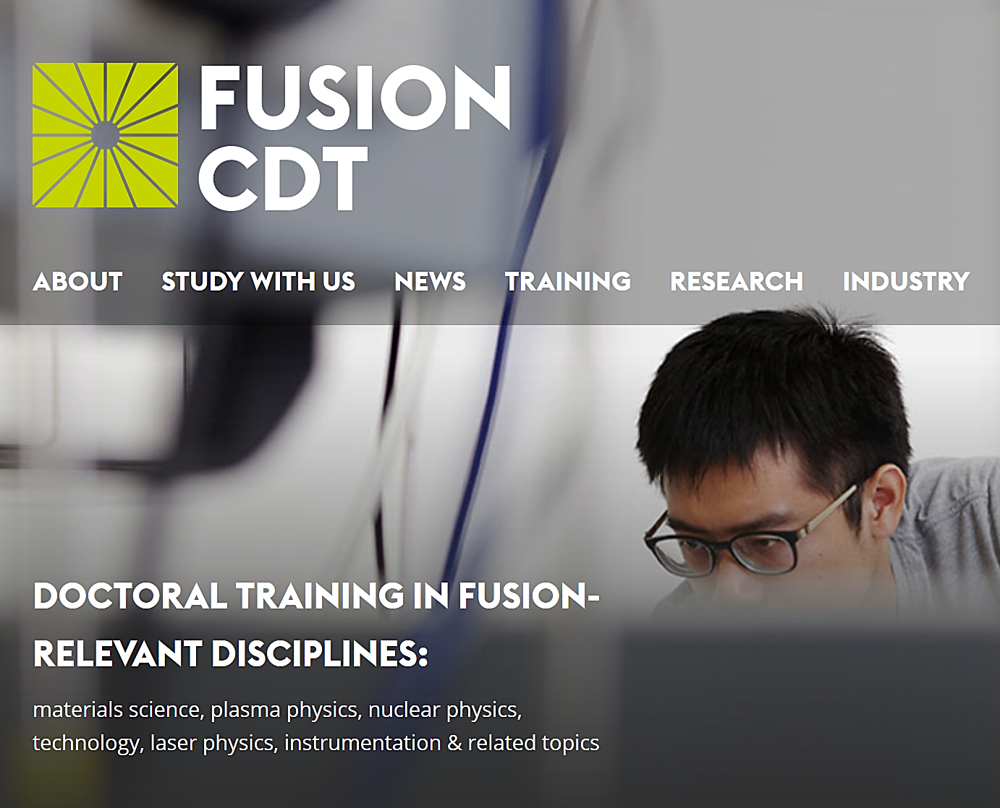 FUSION
CDT
ABOUT STUDY WITH US NEWS TRAINING RESEARCH INDUSTRY
DOCTORAL TRAINING IN FUSION-
RELEVANT DISCIPLINES:
materials science, plasma physics, nuclear physics,
technology, laser physics, instrumentation & related topics